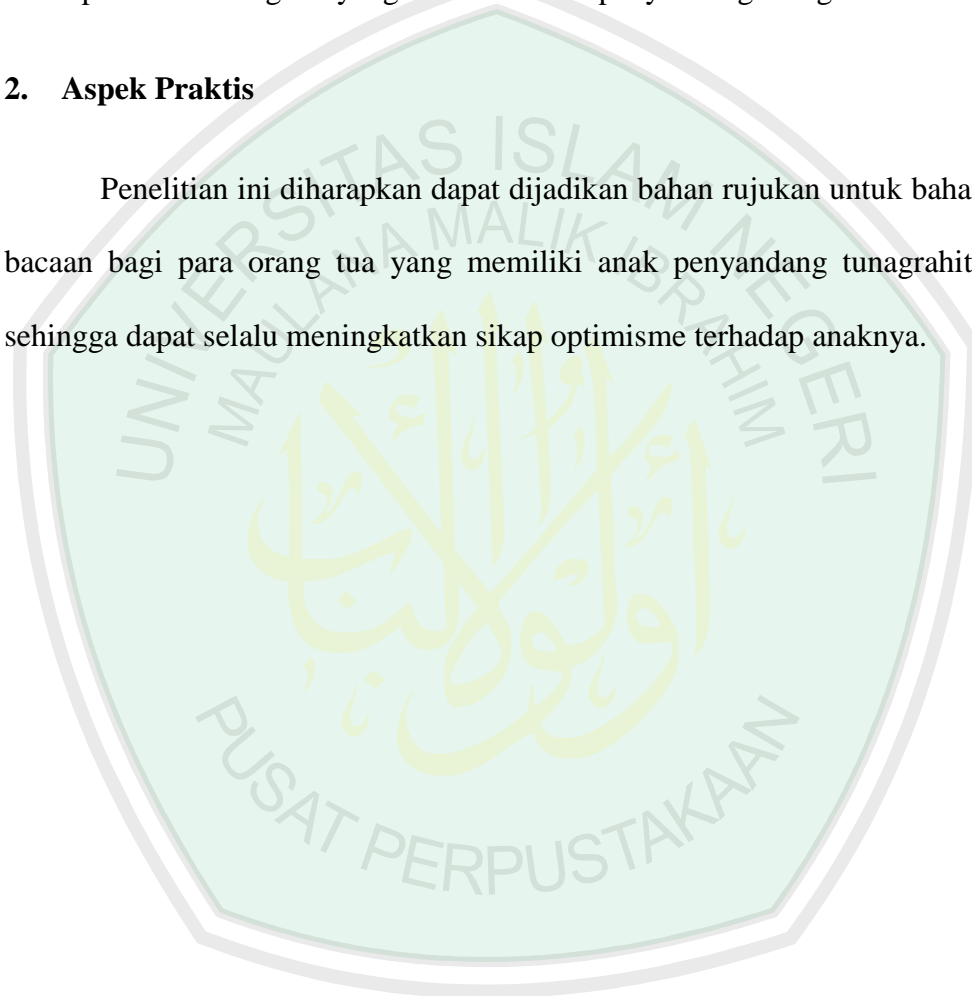 2. Aspek Praktis
Penelitian ini diharapkan dapat dijadikan bahan rujukan untuk baha
bacaan bagi para orang tua yang memiliki anak penyandang tunagrahit
sehingga dapat selalu meningkatkan sikap optimisme terhadap anaknya.
UNIVERSITAS ISLAM NEGERI
MAULANA MALIK IBRAHIM
PUSAT PERPUSTAKAAN